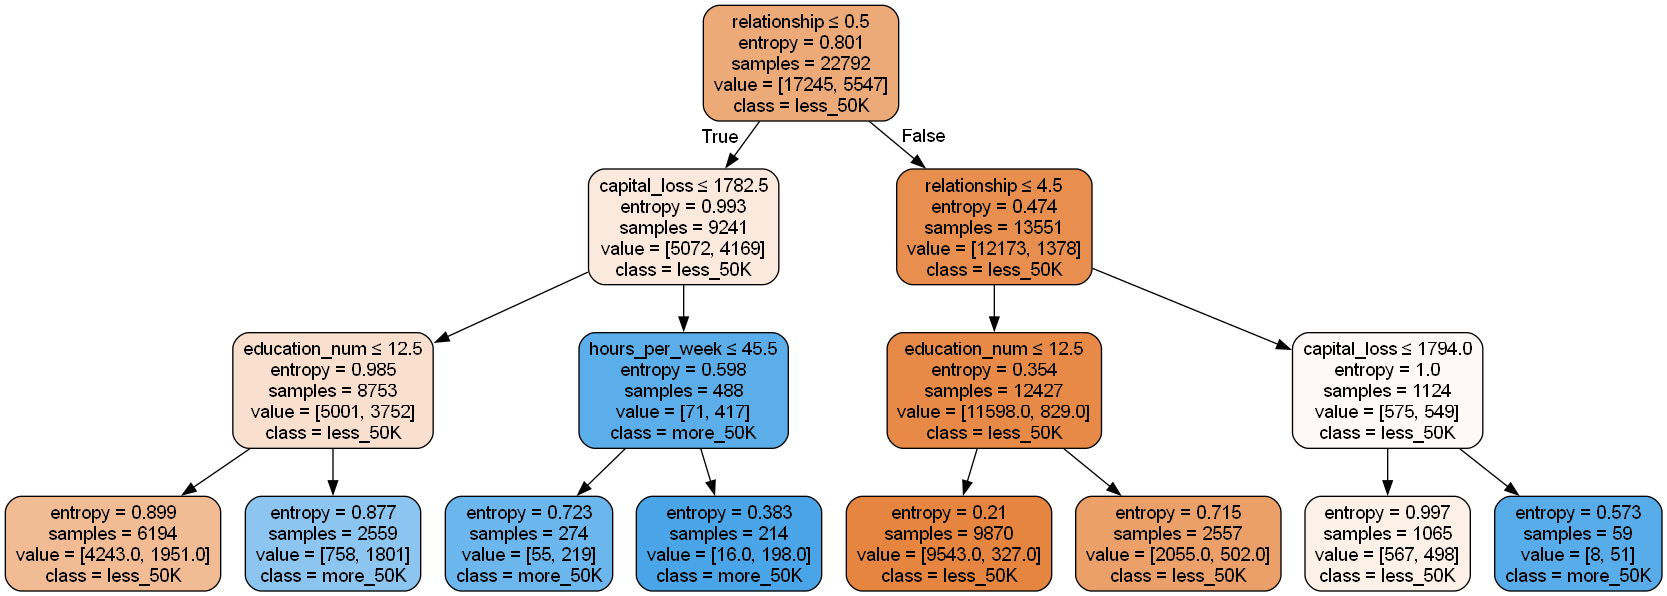 relationship ≤ 0.5
entropy = 0.801
samples = 22792
value = [17245, 5547]
class = less_50K
True
False
capital_loss ≤ 1782.5
entropy = 0.993
samples = 9241
value = [5072, 4169]
class = less_50K
relationship ≤ 4.5
entropy = 0.474
samples = 13551
value = [12173, 1378]
class = less_50K
education_num ≤ 12.5
entropy = 0.985
samples = 8753
value = [5001, 3752]
class = less_50K
hours_per_week ≤ 45.5
entropy = 0.598
samples = 488
value = [71, 417]
class = more_50K
education_num ≤ 12.5
entropy = 0.354
samples = 12427
value = [11598.0, 829.0]
class = less_50K
capital_loss ≤ 1794.0
entropy = 1.0
samples = 1124
value = [575, 549]
class = less_50K
entropy = 0.899
samples = 6194
value = [4243.0, 1951.0]
class = less_50K
entropy = 0.877
samples = 2559
value = [758, 1801]
class = more_50K
entropy = 0.723
samples = 274
value = [55, 219]
class = more_50K
entropy = 0.383
samples = 214
value = [16.0, 198.0]
class = more_50K
entropy = 0.21
samples = 9870
value = [9543.0, 327.0]
class = less_50K
entropy = 0.715
samples = 2557
value = [2055.0, 502.0]
class = less_50K
entropy = 0.997
samples = 1065
value = [567, 498]
class = less_50K
entropy = 0.573
samples = 59
value = [8, 51]
class = more_50K